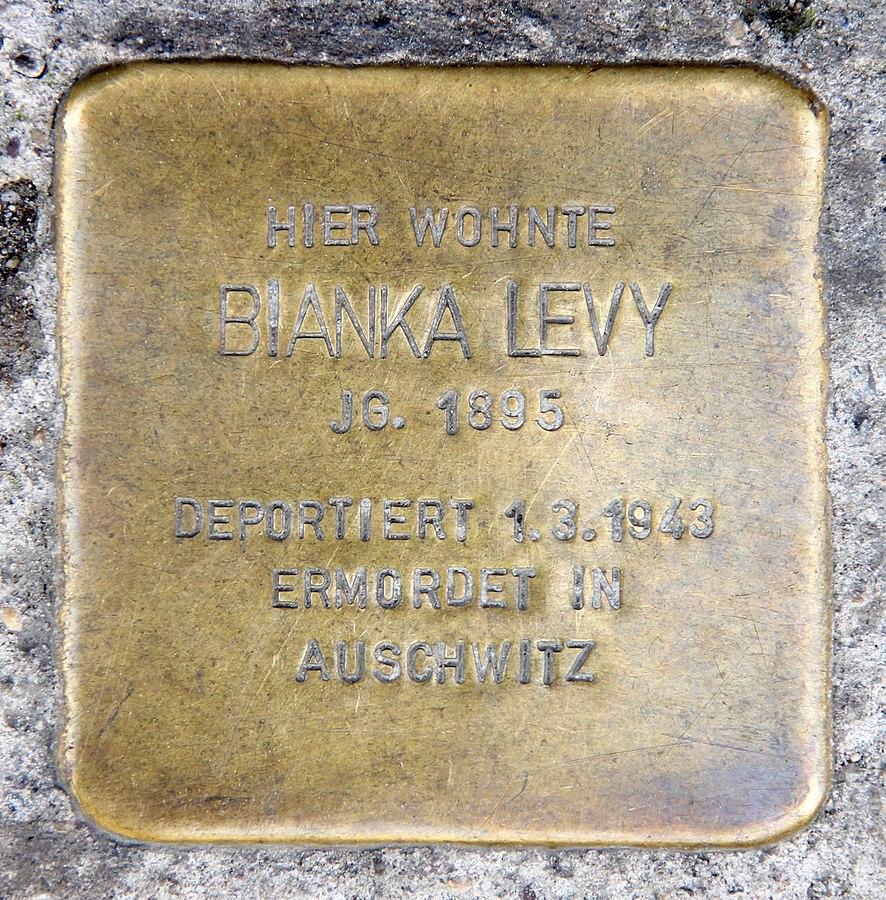 HIER WOHNTE
BIANKA LEVY
JG. 1895
DEPORTIERT 1.3.1943
ERMORDET IN
AUSCHWITZ